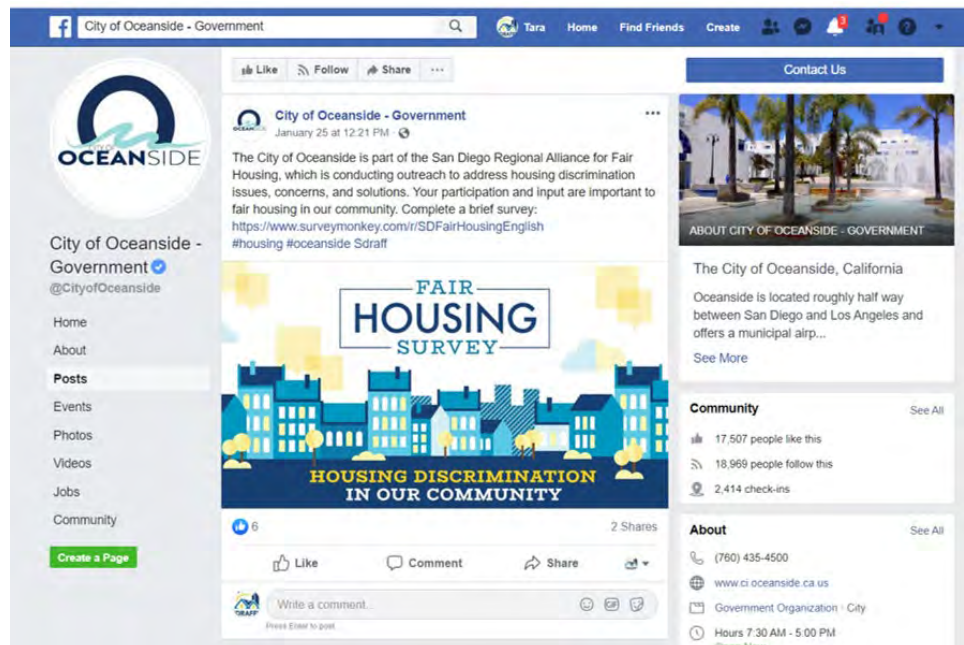 City of Oceanside - Government
Tara
Home
Find Friends
Create
3
CITY OF
OCEANSIDE
City of Oceanside -
Government
@CityofOceanside
Home
About
Posts
Events
Photos
Videos
Jobs
Community
Create a Page
Like
Follow
Share
...
OCEANSIDE
City of Oceanside - Government
January 25 at 12:21 PM ·
The City of Oceanside is part of the San Diego Regional Alliance for Fair
Housing, which is conducting outreach to address housing discrimination
issues, concerns, and solutions. Your participation and input are important to
fair housing in our community. Complete a brief survey:
https://www.surveymonkey.com/r/SDFairHousingEnglish
#housing #oceanside Sdraff
FAIR
HOUSING
SURVEY
HOUSING DISCRIMINATION
IN OUR COMMUNITY
6
2 Shares
Like
Comment
Share
Write a comment...
GIF
Press Enter to post.
Contact Us
ABOUT CITY OF OCEANSIDE - GOVERNMENT
The City of Oceanside, California
Oceanside is located roughly half way
between San Diego and Los Angeles and
offers a municipal airp...
See More
Community
See All
17,507 people like this
18,969 people follow this
2,414 check-ins
About
See All
(760) 435-4500
www.ci.oceanside.ca.us
Government Organization · City
Hours 7:30 AM - 5:00 PM